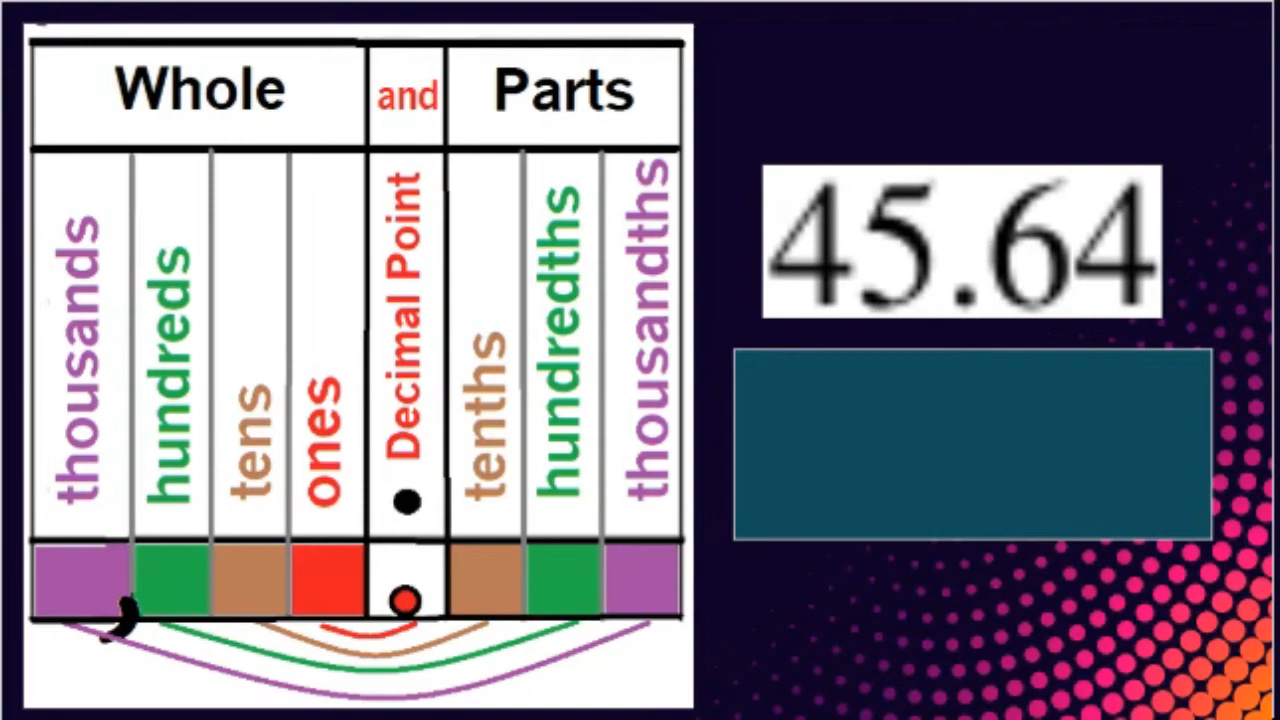 Whole and Parts
thousands
hundreds
tens
ones
Decimal Point
tenths
hundredths
thousandths
45.64